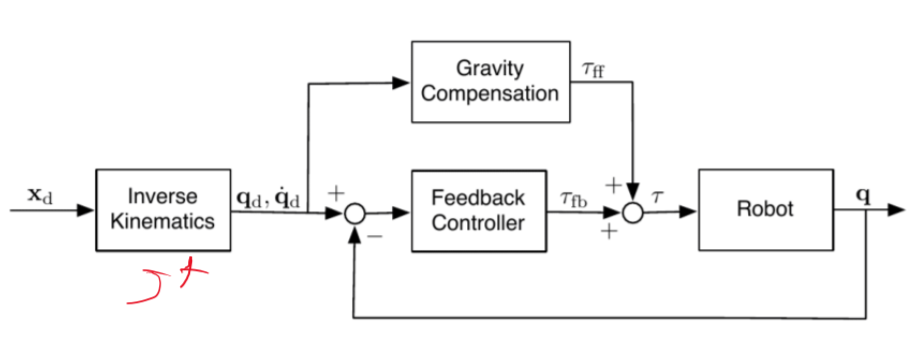 Gravity
Compensation
τff
xd
Inverse
Kinematics
qd, q̇d
+
−
Feedback
Controller
τfb
+
+
τ
Robot
q
J+